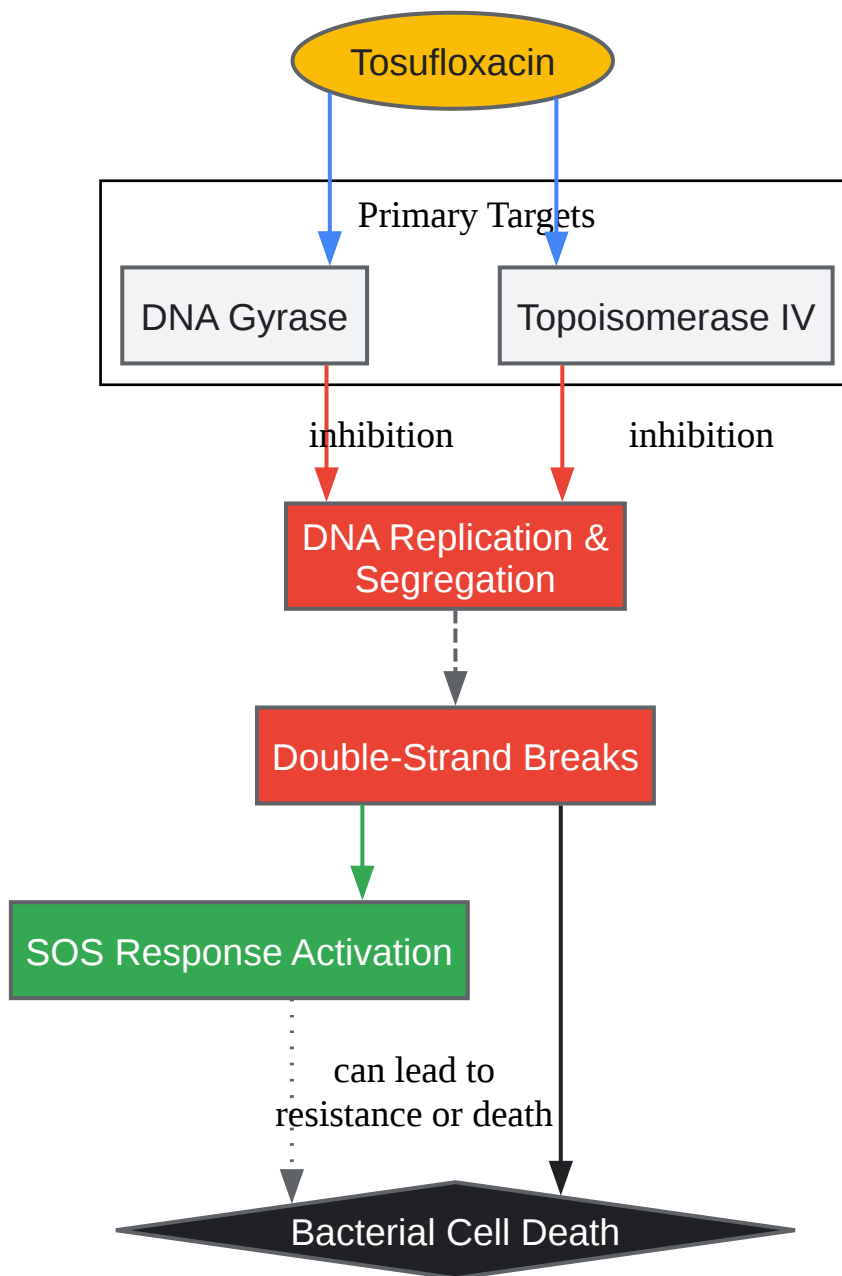 Tosufloxacin
Primary Targets
DNA Gyrase
Topoisomerase IV
inhibition
inhibition
DNA Replication &
Segregation
Double-Strand Breaks
SOS Response Activation
can lead to
resistance or death
Bacterial Cell Death